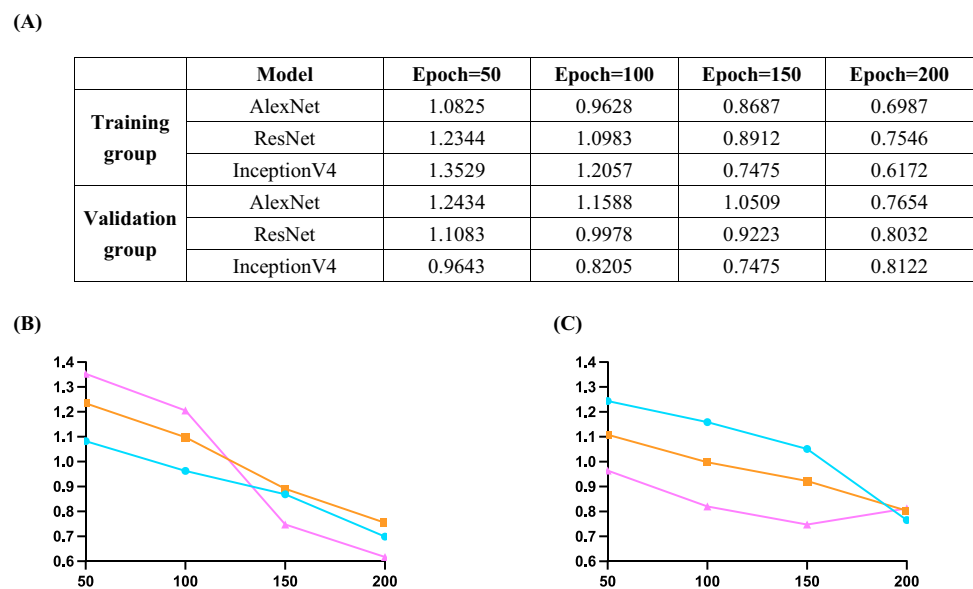 (A)
Model Epoch=50 Epoch=100 Epoch=150 Epoch=200
Training group
AlexNet 1.0825 0.9628 0.8687 0.6987
ResNet 1.2344 1.0983 0.8912 0.7546
InceptionV4 1.3529 1.2057 0.7475 0.6172
Validation group
AlexNet 1.2434 1.1588 1.0509 0.7654
ResNet 1.1083 0.9978 0.9223 0.8032
InceptionV4 0.9643 0.8205 0.7475 0.8122
(B)
1.4
1.3
1.2
1.1
1.0
0.9
0.8
0.7
0.6
50 100 150 200
(C)
1.4
1.3
1.2
1.1
1.0
0.9
0.8
0.7
0.6
50 100 150 200